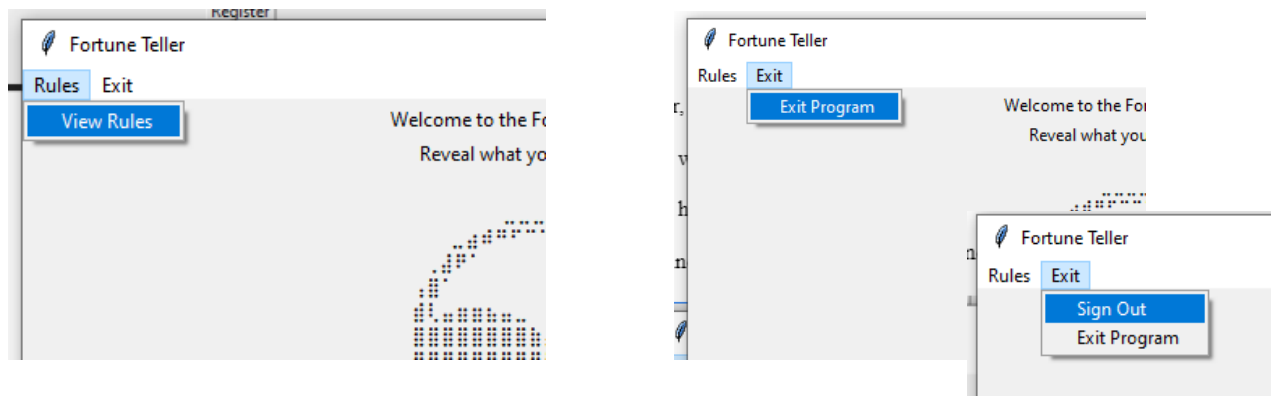 Register
Fortune Teller
Rules Exit
View Rules
Welcome to the Fo
Reveal what yo
Fortune Teller
Rules Exit
Exit Program
Welcome to the For
Reveal what you
r,
w
h
n
Fortune Teller
Rules Exit
Sign Out
Exit Program